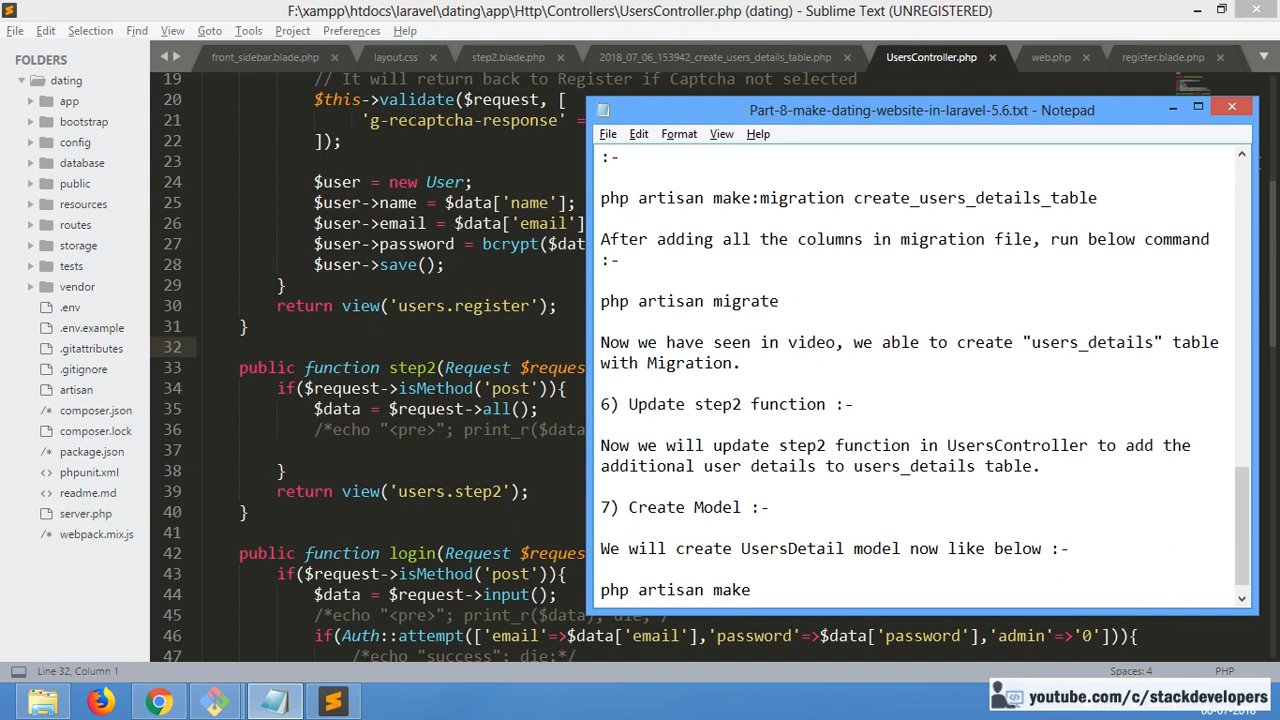 F:\xampp\htdocs\laravel\dating\app\Http\Controllers\UsersController.php (dating) - Sublime Text (UNREGISTERED)
File Edit Selection Find View Goto Tools Project Preferences Help
front_sidebar.blade.php layout.css step2.blade.php 2018_07_06_153942_create_users_details_table.php UsersController.php web.php register.blade.php
FOLDERS
dating
app
bootstrap
config
database
public
resources
routes
storage
tests
vendor
.env
.env.example
.gitattributes
.gitignore
artisan
composer.json
composer.lock
package.json
phpunit.xml
readme.md
server.php
webpack.mix.js
19 // It will return back to Register if Captcha not selected
20 $this->validate($request, [
21 'g-recaptcha-response' =
22 ]);
23
24 $user = new User;
25 $user->name = $data['name'];
26 $user->email = $data['email']
27 $user->password = bcrypt($dat
28 $user->save();
29 }
30 return view('users.register');
31 }
32
33 public function step2(Request $reques
34 if($request->isMethod('post')){
35 $data = $request->all();
36 /*echo "<pre>"; print_r($data
37
38 }
39 return view('users.step2');
40 }
41
42 public function login(Request $reques
43 if($request->isMethod('post')){
44 $data = $request->input();
45 /*echo "<pre>"; print_r($data); die;*/
46 if(Auth::attempt(['email'=>$data['email'],'password'=>$data['password'],'admin'=>'0'])){
47 /*echo "success"; die;*/
Part-8-make-dating-website-in-laravel-5.6.txt - Notepad
File Edit Format View Help
:-
php artisan make:migration create_users_details_table
After adding all the columns in migration file, run below command
:-
php artisan migrate
Now we have seen in video, we able to create "users_details" table
with Migration.
6) Update step2 function :-
Now we will update step2 function in UsersController to add the
additional user details to users_details table.
7) Create Model :-
We will create UsersDetail model now like below :-
php artisan make
Line 32, Column 1
Spaces: 4
PHP
youtube.com/c/stackdevelopers